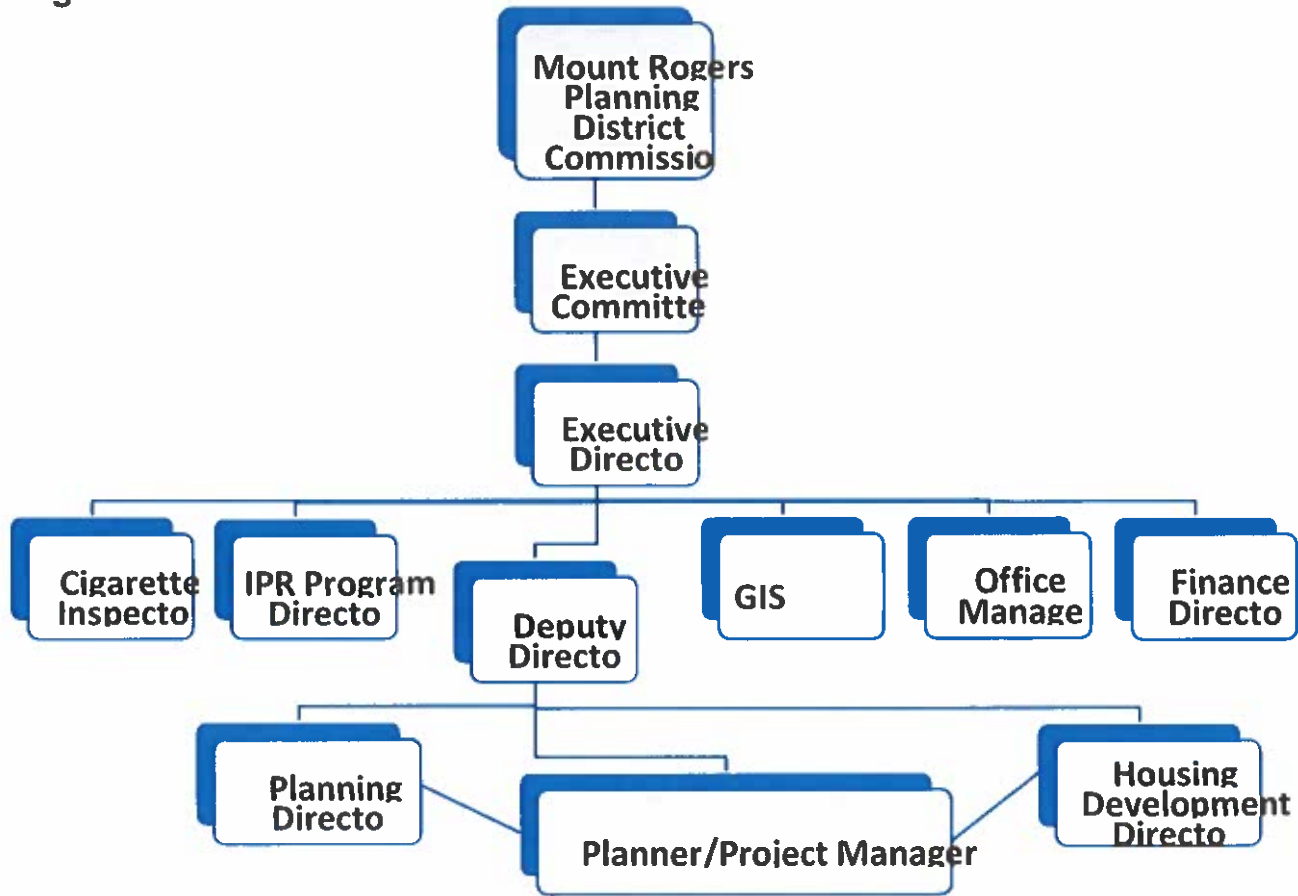 g
Mount Rogers
Planning
District
Commissio
Executive
Committe
Executive
Directo
Cigarette
Inspecto
IPR Program
Directo
Deputy
Directo
GIS
Office
Manage
Finance
Directo
Planning
Directo
Planner/Project Manager
Housing
Development
Directo